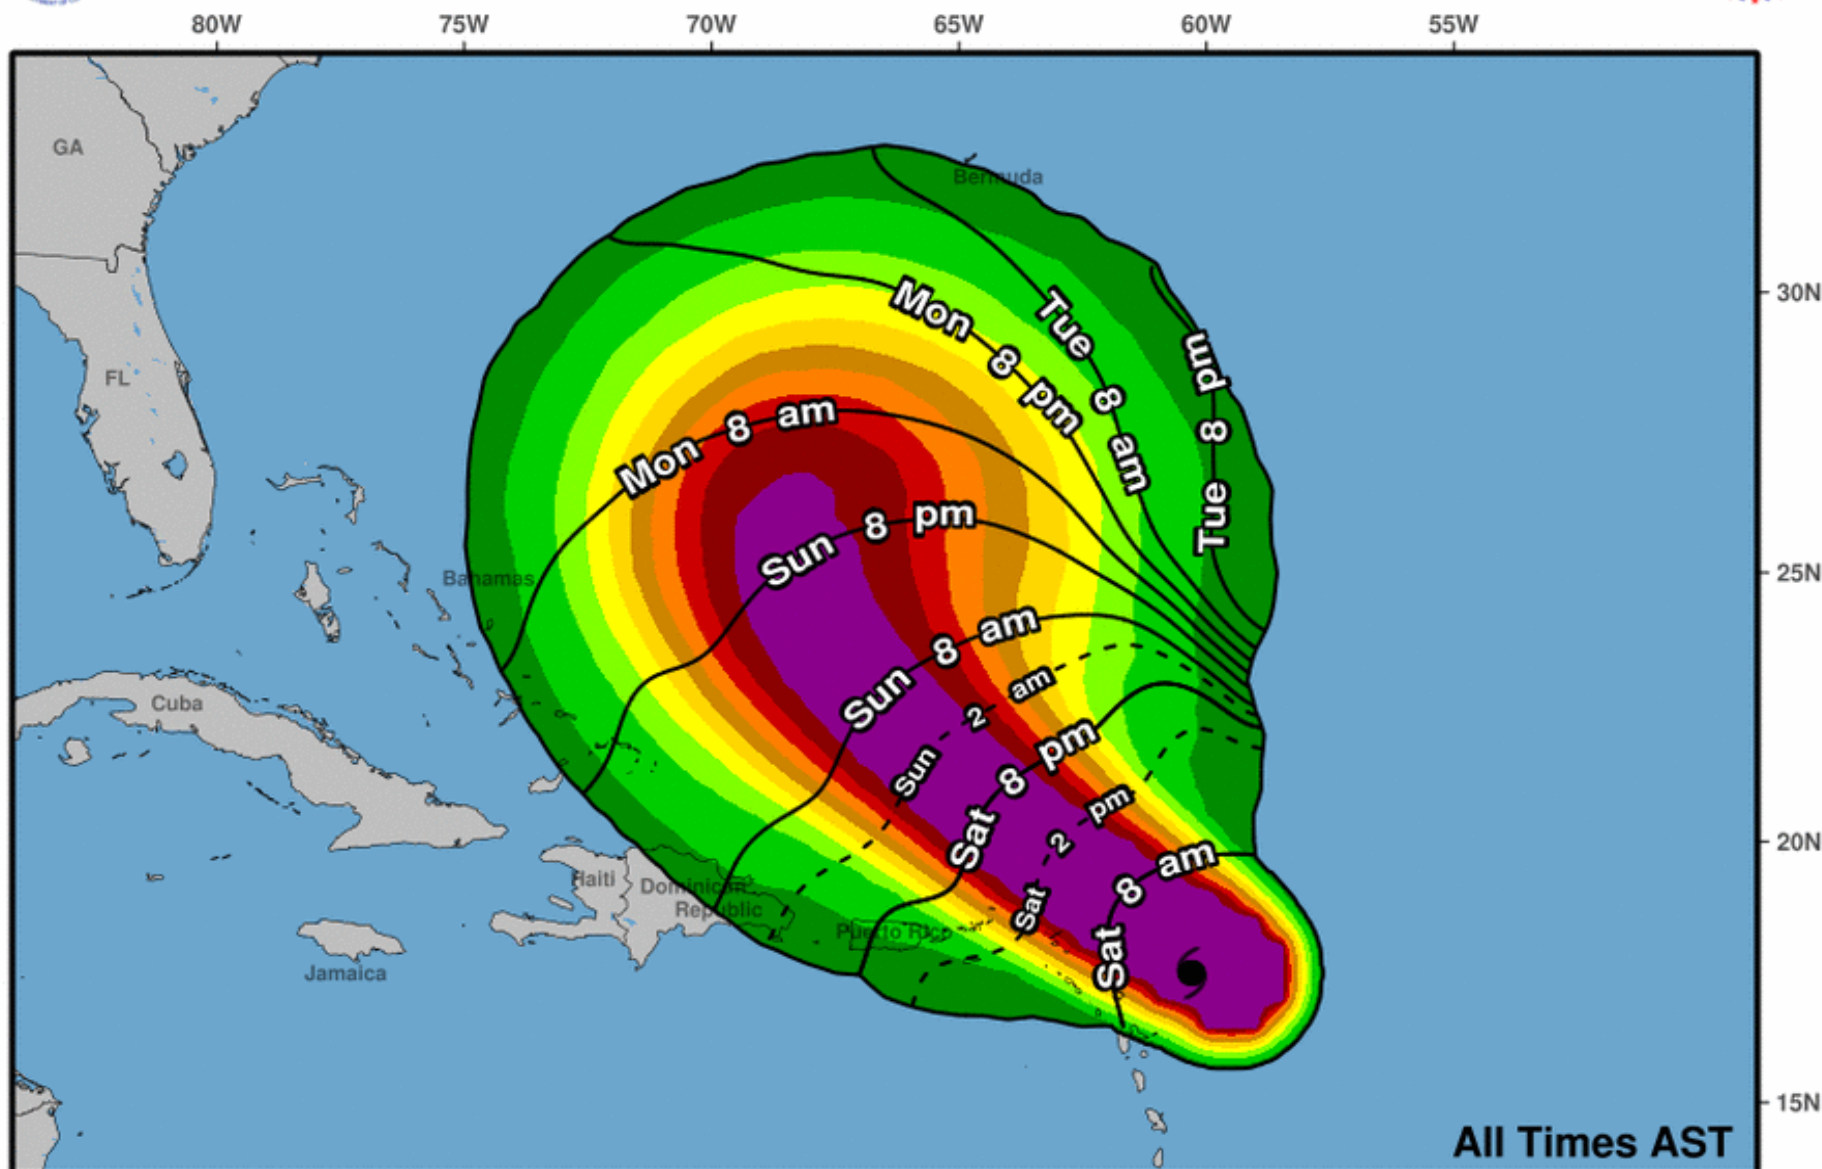 80W 75W 70W 65W 60W 55W
GA
Bermuda
30N
Mon 8 pm
Tue 8 am
Tue 8 pm
FL
Mon 8 am
Sun 8 pm
25N
Bahamas
Sun 8 am
Sun 2 am
Cuba
Sat 8 pm
Sat 2 pm
20N
Sat 8 am
Haiti
Dominican
Republic
Puerto Rico
Jamaica
15N
All Times AST